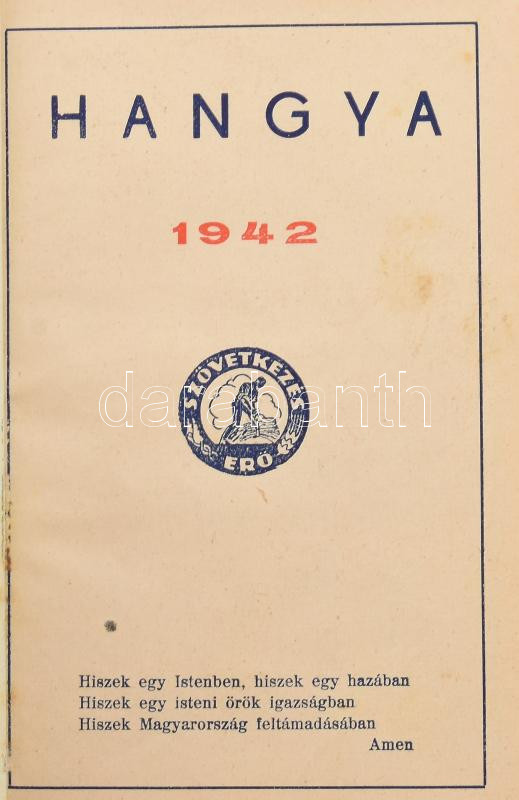 HANGYA
1942
SZÖVETKEZÉS
ERŐ
darabanth
Hiszek egy Istenben, hiszek egy hazában
Hiszek egy isteni örök igazságban
Hiszek Magyarország feltámadásában
Amen